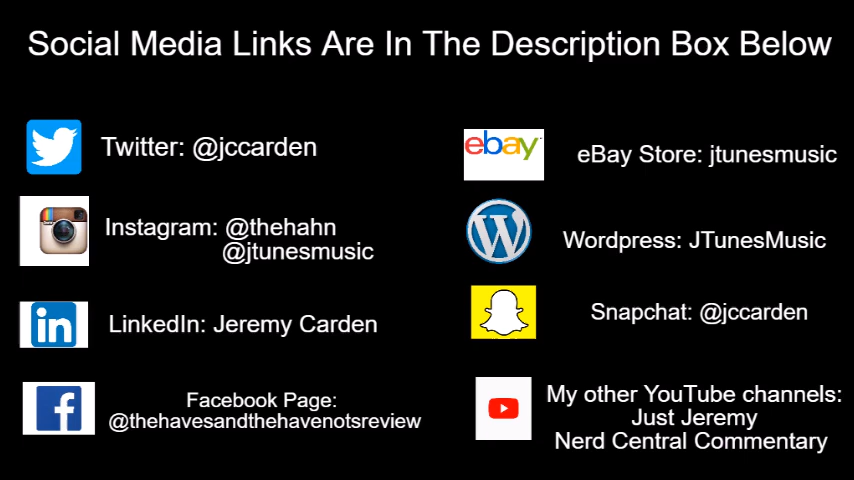 Social Media Links Are In The Description Box Below
Twitter: @jccarden
Instagram: @thehahn
@jtunesmusic
in LinkedIn: Jeremy Carden
f Facebook Page:
@thehavesandthehavenotsreview
ebay eBay Store: jtunesmusic
W Wordpress: JTunesMusic
Snapchat: @jccarden
My other YouTube channels:
Just Jeremy
Nerd Central Commentary